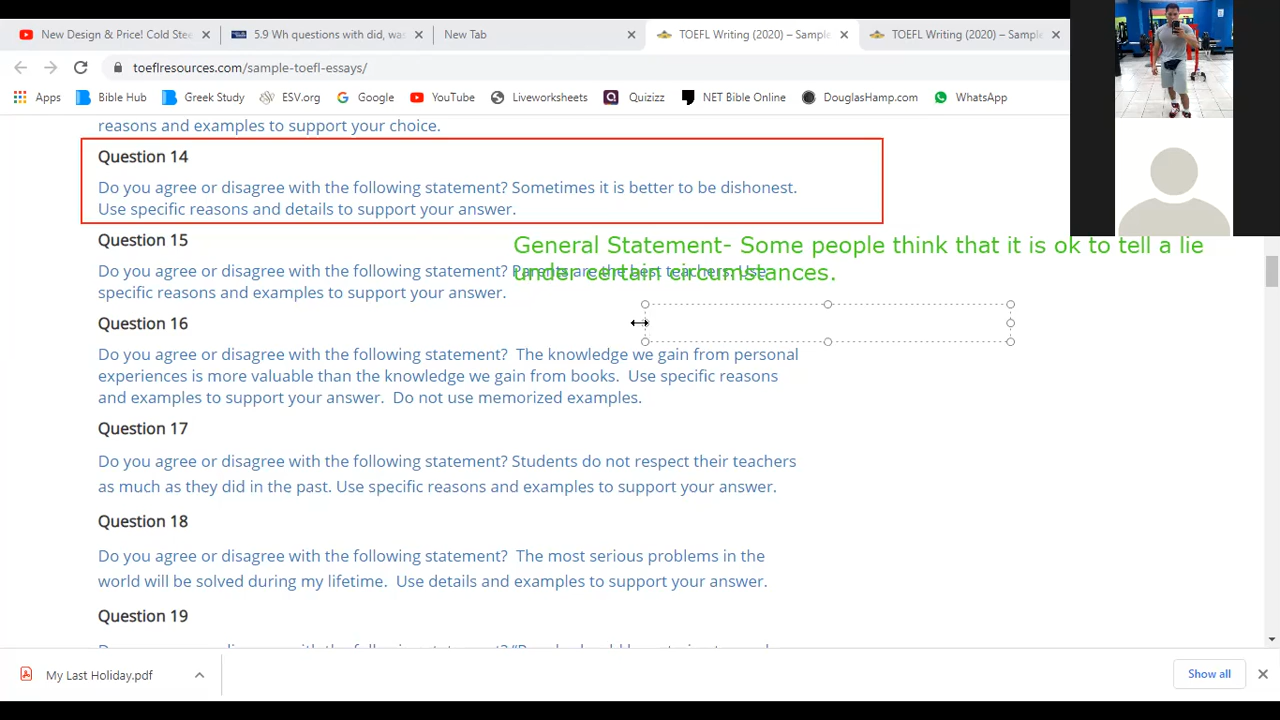 New Design & Price! Cold Ste
5.9 Wh questions with did, wa
New Tab
TOEFL Writing (2020) – Sample
TOEFL Writing (2020) – Sample
toeflresources.com/sample-toefl-essays/
Apps
Bible Hub
Greek Study
ESV.org
Google
YouTube
Liveworksheets
Quizizz
NET Bible Online
DouglasHamp.com
WhatsApp
reasons and examples to support your choice.
Question 14
Do you agree or disagree with the following statement? Sometimes it is better to be dishonest.
Use specific reasons and details to support your answer.
Question 15
General Statement- Some people think that it is ok to tell a lie
under certain circumstances.
Do you agree or disagree with the following statement? Parents are the best teachers. Use
specific reasons and examples to support your answer.
Question 16
Do you agree or disagree with the following statement?  The knowledge we gain from personal
experiences is more valuable than the knowledge we gain from books.  Use specific reasons
and examples to support your answer.  Do not use memorized examples.
Question 17
Do you agree or disagree with the following statement? Students do not respect their teachers
as much as they did in the past. Use specific reasons and examples to support your answer.
Question 18
Do you agree or disagree with the following statement?  The most serious problems in the
world will be solved during my lifetime.  Use details and examples to support your answer.
Question 19
My Last Holiday.pdf
Show all